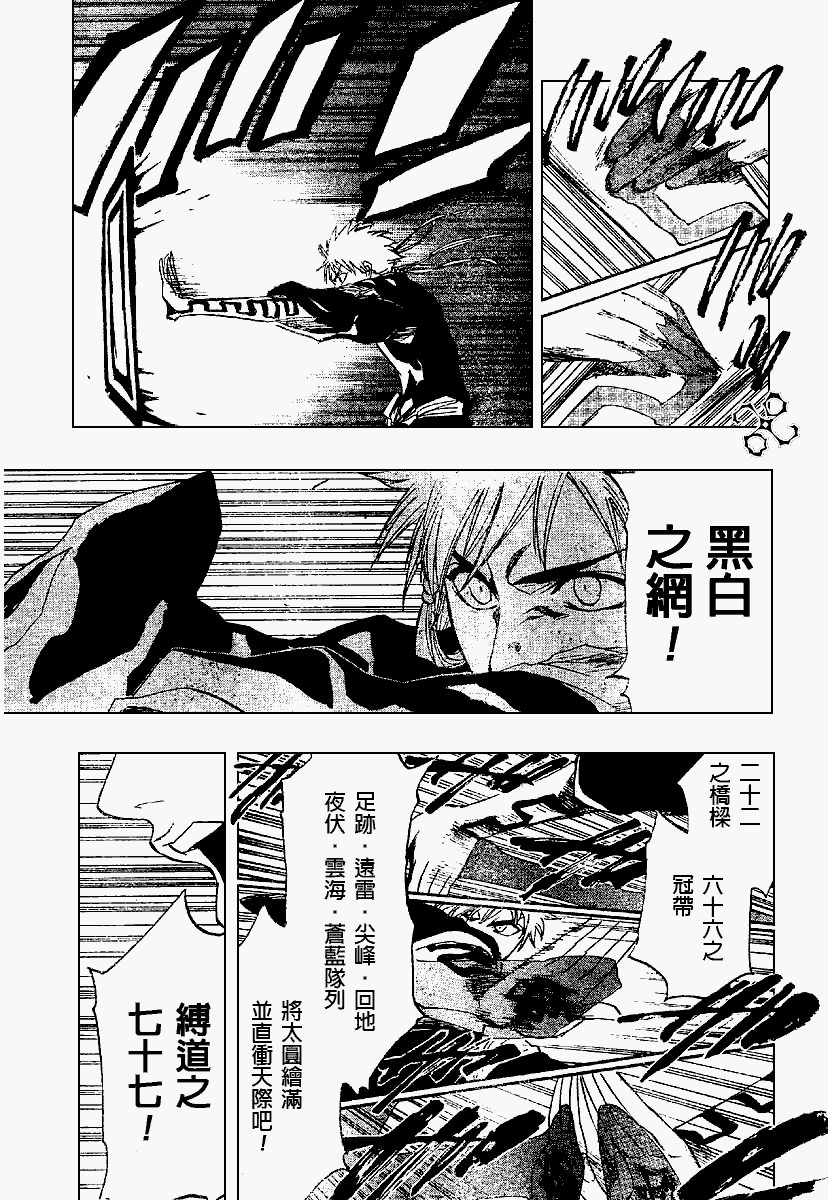 黑白
之網！
二十二
之橋樑
六十六之
冠帶
足跡．遠雷．尖峰．回地
夜伏．雲海．蒼藍隊列
將太圓繪滿
並直衝天際吧！
縛道之
七十七！